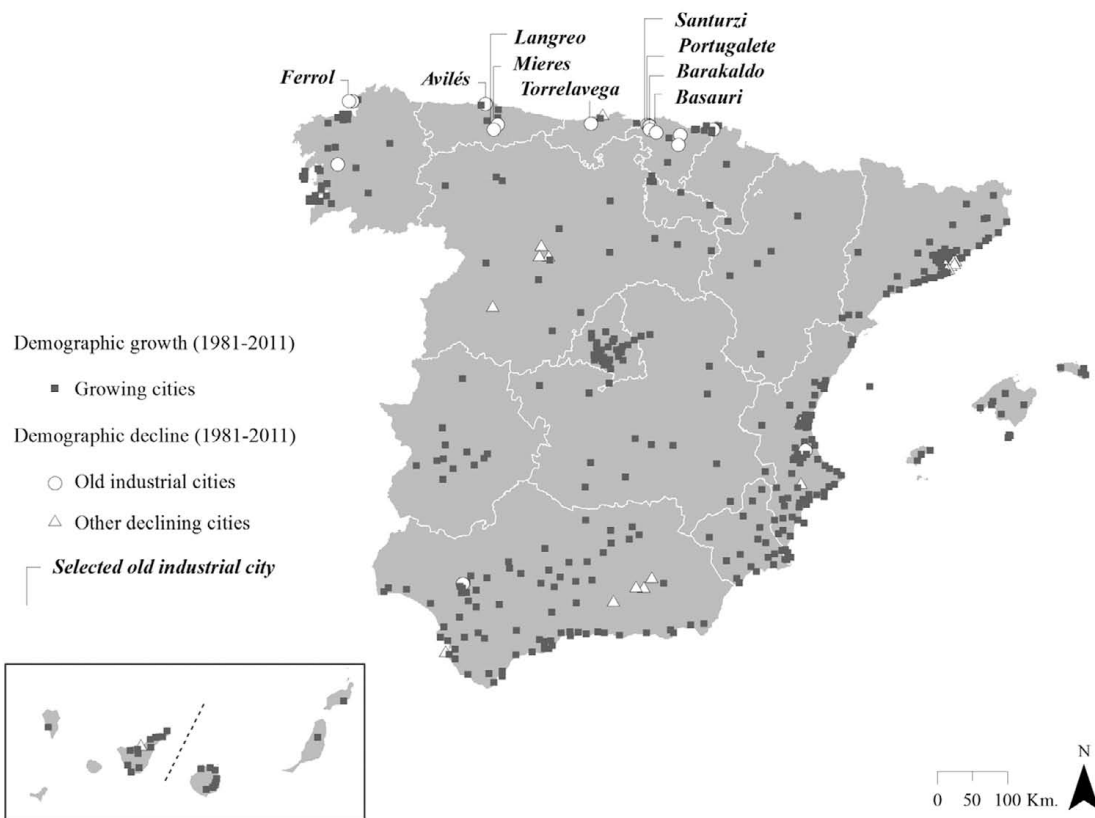 Santurzi
Langreo
Portugalete
Mieres
Barakaldo
Ferrol
Avilés
Torrelavega
Basauri
Demographic growth (1981-2011)
Growing cities
Demographic decline (1981-2011)
Old industrial cities
Other declining cities
Selected old industrial city
N
0 50 100 Km.